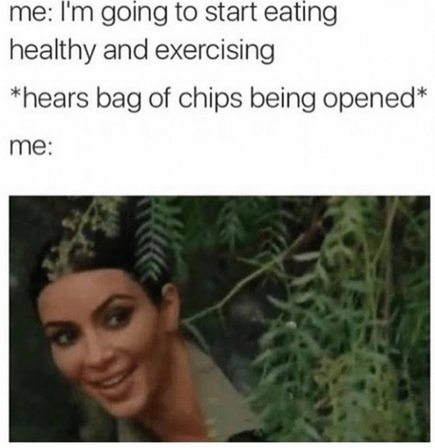 me: I'm going to start eating
healthy and exercising
*hears bag of chips being opened*
me: